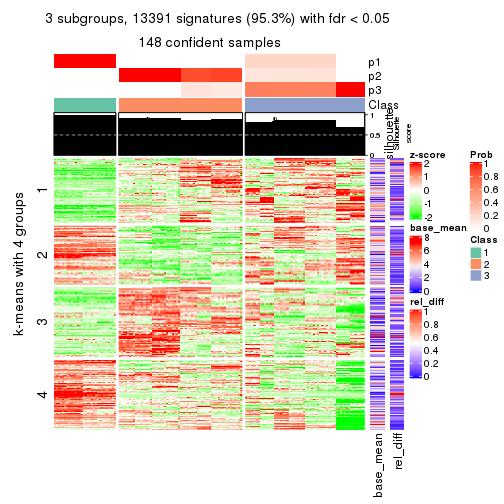 3 subgroups, 13391 signatures (95.3%) with fdr < 0.05
148 confident samples
p1
p2
p3
Class
1
0.5
0
silhouette
Silhouette
score
k-means with 4 groups
1
2
3
4
base_mean
rel_diff
z-score
2
1
0
-1
-2
base_mean
8
6
4
2
0
rel_diff
1
0.8
0.6
0.4
0.2
0
Prob
1
0.8
0.6
0.4
0.2
0
Class
1
2
3